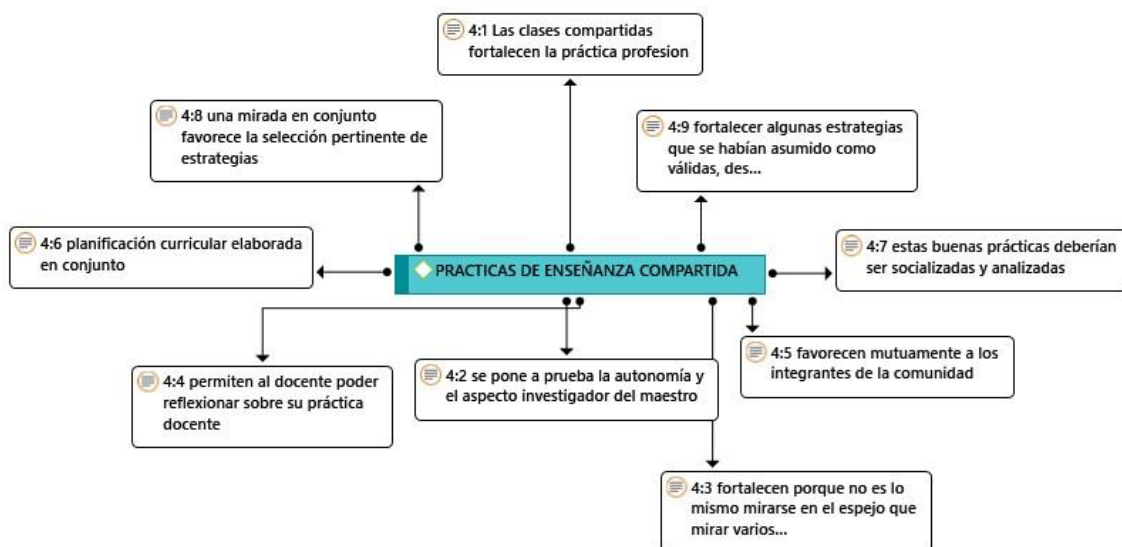 4:1 Las clases compartidas
fortalecen la práctica profesion
4:8 una mirada en conjunto
favorece la selección pertinente de
estrategias
4:9 fortalecer algunas estrategias
que se habían asumido como
válidas, des...
4:6 planificación curricular elaborada
en conjunto
PRACTICAS DE ENSEÑANZA COMPARTIDA
4:7 estas buenas prácticas deberían
ser socializadas y analizadas
4:4 permiten al docente poder
reflexionar sobre su práctica
docente
4:2 se pone a prueba la autonomía y
el aspecto investigador del maestro
4:5 favorecen mutuamente a los
integrantes de la comunidad
4:3 fortalecen porque no es lo
mismo mirarse en el espejo que
mirar varios...